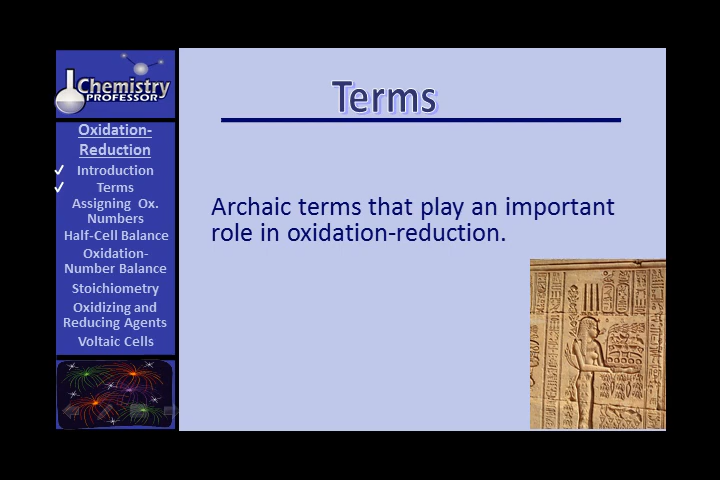 Chemistry
PROFESSOR
Oxidation-
Reduction
Introduction
Terms
Assigning Ox.
Numbers
Half-Cell Balance
Oxidation-
Number Balance
Stoichiometry
Oxidizing and
Reducing Agents
Voltaic Cells
Terms
Archaic terms that play an important
role in oxidation-reduction.